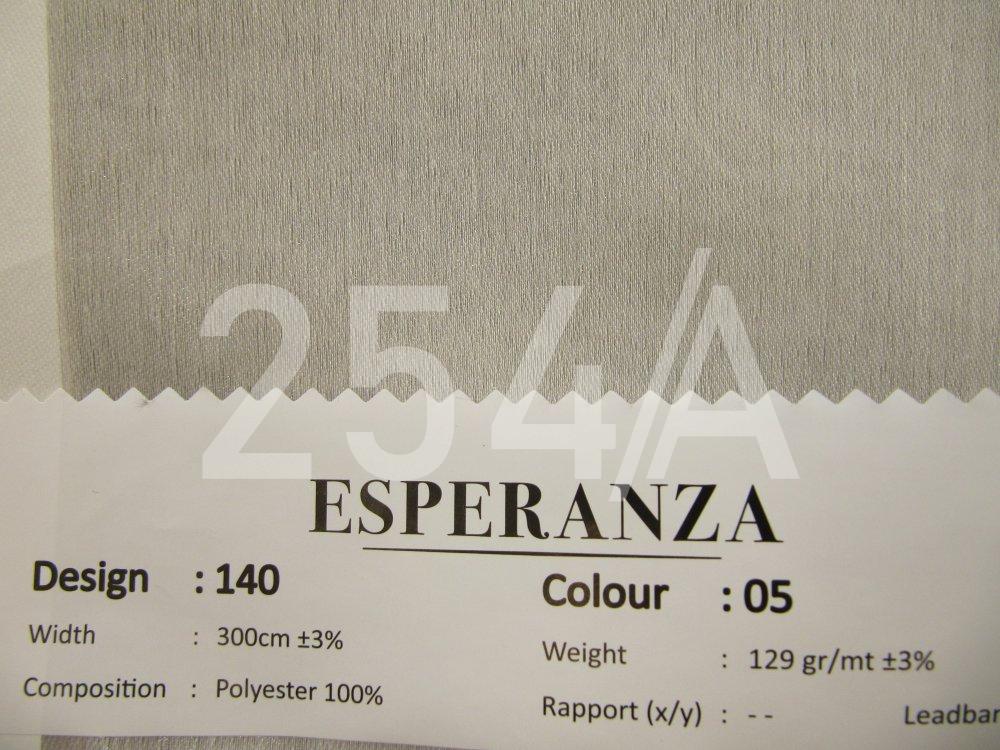 254//A
ESPERANZA
Design : 140 Colour : 05
Width : 300cm ±3% Weight : 129 gr/mt ±3%
Composition : Polyester 100% Rapport (x/y) : - - Leadbar